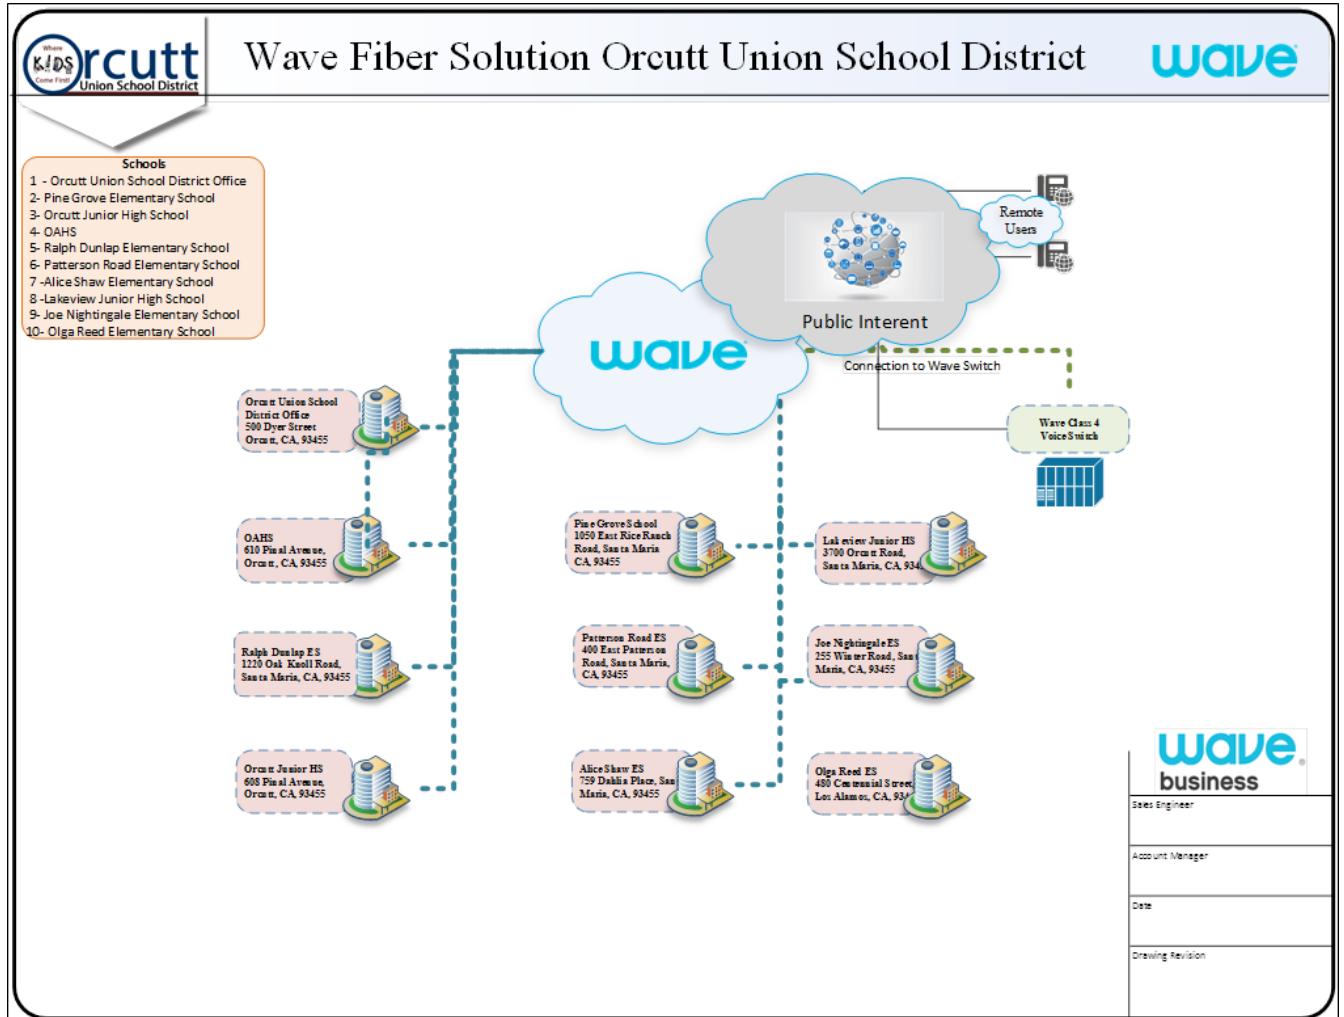 Where
KIDS
Come First!
Orcutt
Union School District
Wave Fiber Solution Orcutt Union School District
wave
Schools
1 - Orcutt Union School District Office
2- Pine Grove Elementary School
3- Orcutt Junior High School
4- OAHS
5- Ralph Dunlap Elementary School
6- Patterson Road Elementary School
7 -Alice Shaw Elementary School
8 -Lakeview Junior High School
9- Joe Nightingale Elementary School
10- Olga Reed Elementary School
Remote
Users
Public Interent
wave
Connection to Wave Switch
Wave Class 4
Voice Switch
Orcutt Union School
District Office
500 Dyer Street
Orcutt, CA, 93455
OAHS
610 Pinal Avenue,
Orcutt, CA, 93455
Ralph Dunlap ES
1220 Oak Knoll Road,
Santa Maria, CA, 93455
Orcutt Junior HS
608 Pinal Avenue,
Orcutt, CA, 93455
Pine Grove School
1050 East Rice Ranch
Road, Santa Maria
CA, 93455
Patterson Road ES
400 East Patterson
Road, Santa Maria,
CA, 93455
Alice Shaw ES
759 Dahlia Place, San
Maria, CA, 93455
Lakeview Junior HS
3700 Orcutt Road,
Santa Maria, CA, 934
Joe Nightingale ES
255 Winter Road, San
Maria, CA, 93455
Olga Reed ES
480 Centennial Street,
Los Alamos, CA, 934
wave
business
Sales Engineer
Account Manager
Date
Drawing Revision